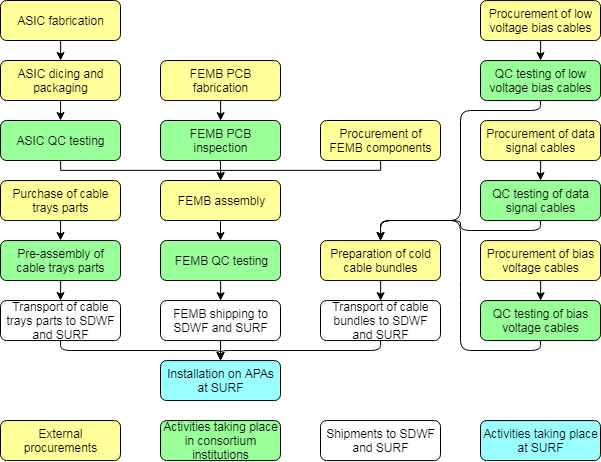 ASIC fabrication
Procurement of low
voltage bias cables
ASIC dicing and
packaging
FEMB PCB
fabrication
QC testing of low
voltage bias cables
ASIC QC testing
FEMB PCB
inspection
Procurement of
FEMB components
Procurement of data
signal cables
Purchase of cable
trays parts
FEMB assembly
QC testing of data
signal cables
Pre-assembly of
cable trays parts
FEMB QC testing
Preparation of cold
cable bundles
Procurement of bias
voltage cables
Transport of cable
trays parts to SDWF
and SURF
FEMB shipping to
SDWF and SURF
Transport of cable
bundles to SDWF
and SURF
QC testing of bias
voltage cables
Installation on APAs
at SURF
External
procurements
Activities taking place
in consortium
institutions
Shipments to SDWF
and SURF
Activities taking place
at SURF